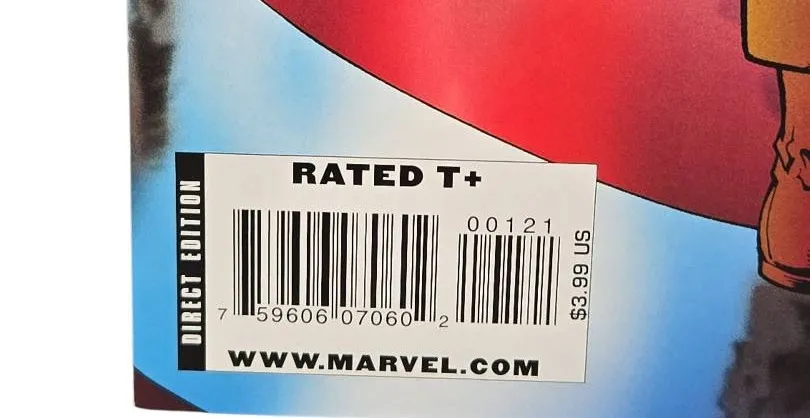 RATED T+
DIRECT EDITION
00121
7 59606 07060 2
$3.99 US
WWW.MARVEL.COM